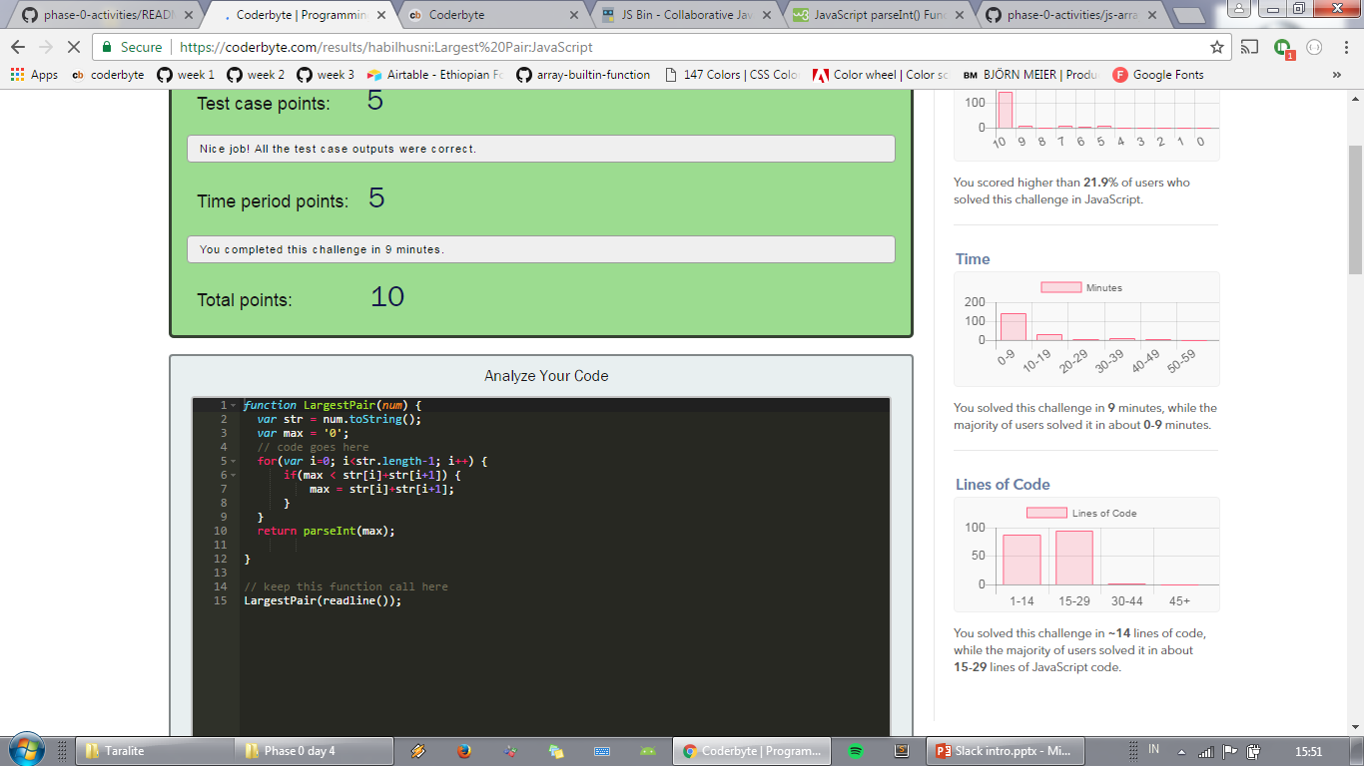 phase-0-activities/READM
Coderbyte | Programmin
Coderbyte
JS Bin - Collaborative Jav
JavaScript parseInt() Fun
phase-0-activities/js-arra
Secure | https://coderbyte.com/results/habilhusni:Largest%20Pair:JavaScript
Apps coderbyte week 1 week 2 week 3 Airtable - Ethiopian Fo array-builtin-function 147 Colors | CSS Colo Color wheel | Color sc BM BJÖRN MEIER | Produ Google Fonts »
Test case points: 5
Nice job! All the test case outputs were correct.
Time period points: 5
You completed this challenge in 9 minutes.
Total points: 10
Analyze Your Code
1 function LargestPair(num) {
2 var str = num.toString();
3 var max = '0';
4 // code goes here
5 for(var i=0; i<str.length-1; i++) {
6 if(max < str[i]+str[i+1]) {
7 max = str[i]+str[i+1];
8 }
9 }
10 return parseInt(max);
11
12 }
13
14 // keep this function call here
15 LargestPair(readline());
100
0
10 9 8 7 6 5 4 3 2 1 0
You scored higher than 21.9% of users who
solved this challenge in JavaScript.
Time
Minutes
200
100
0
0-9 10-19 20-29 30-39 40-49 50-59
You solved this challenge in 9 minutes, while the
majority of users solved it in about 0-9 minutes.
Lines of Code
Lines of Code
100
50
0
1-14 15-29 30-44 45+
You solved this challenge in ~14 lines of code,
while the majority of users solved it in about
15-29 lines of JavaScript code.
Taralite Phase 0 day 4 Coderbyte | Program... Slack intro.pptx - Mi... IN 15:51